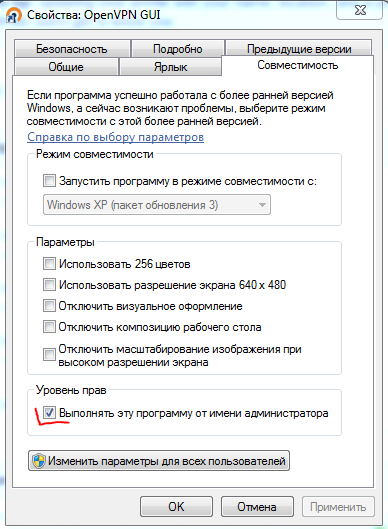 Свойства: OpenVPN GUI
Безопасность Подробно Предыдущие версии
Общие Ярлык Совместимость
Если программа успешно работала с более ранней версией
Windows, а сейчас возникают проблемы, выберите режим
совместимости с этой более ранней версией.
Справка по выбору параметров
Режим совместимости
Запустить программу в режиме совместимости с:
Windows XP (пакет обновления 3)
Параметры
Использовать 256 цветов
Использовать разрешение экрана 640 x 480
Отключить визуальное оформление
Отключить композицию рабочего стола
Отключить масштабирование изображения при
высоком разрешении экрана
Уровень прав
Выполнять эту программу от имени администратора
Изменить параметры для всех пользователей
OK Отмена Применить